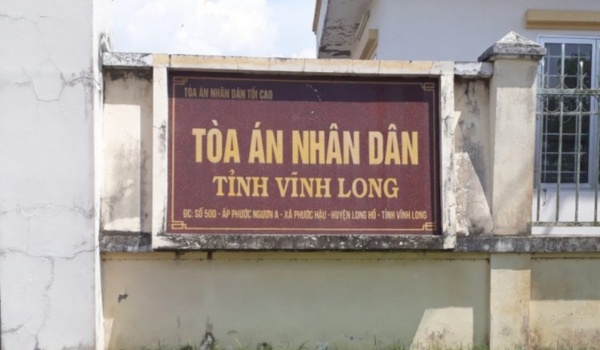 TÒA ÁN NHÂN DÂN TỐI CAO
TÒA ÁN NHÂN DÂN
TỈNH VĨNH LONG
ĐC: SỐ 50D - ẤP PHƯỚC NGƯƠN A - XÃ PHƯỚC HẬU - HUYỆN LONG HỒ - TỈNH VĨNH LONG